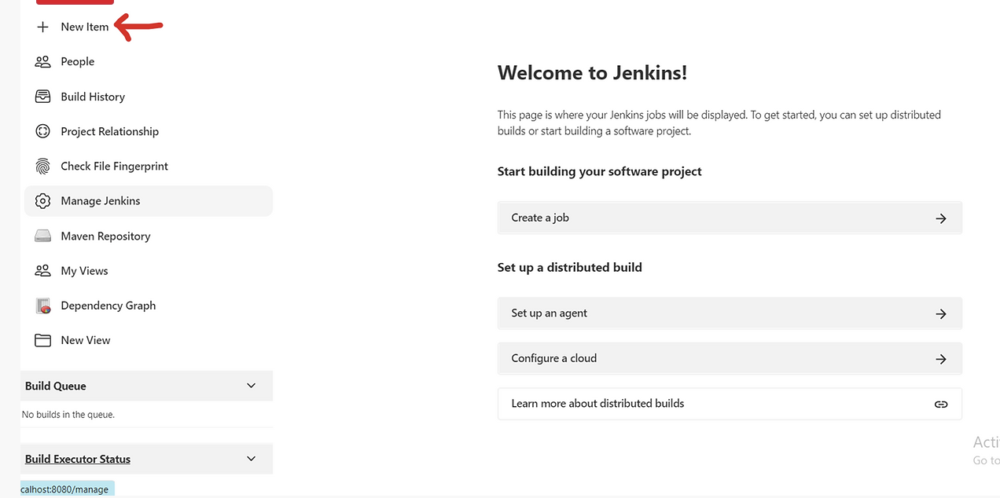 New Item
People
Build History
Project Relationship
Check File Fingerprint
Manage Jenkins
Maven Repository
My Views
Dependency Graph
New View
Build Queue
No builds in the queue.
Build Executor Status
calhost:8080/manage
Welcome to Jenkins!
This page is where your Jenkins jobs will be displayed. To get started, you can set up distributed
builds or start building a software project.
Start building your software project
Create a job
Set up a distributed build
Set up an agent
Configure a cloud
Learn more about distributed builds
Acti
Go to